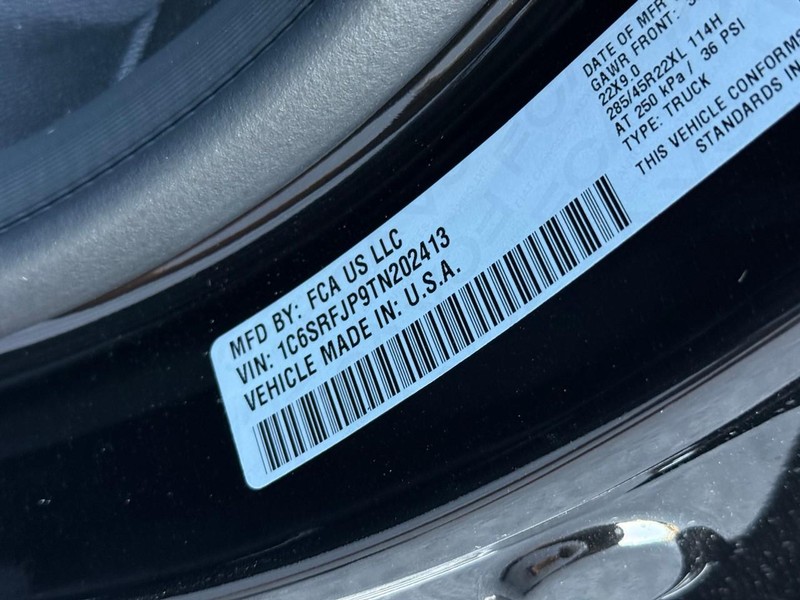 MFD BY: FCA US LLC
VIN: 1C6SRFJP9TN202413
VEHICLE MADE IN: U.S.A.
DATE OF MFR
GAWR FRONT:
22X9.0
285/45R22XL 114H
AT 250 kPa / 36 PSI
TYPE: TRUCK
THIS VEHICLE CONFORMS
STANDARDS IN